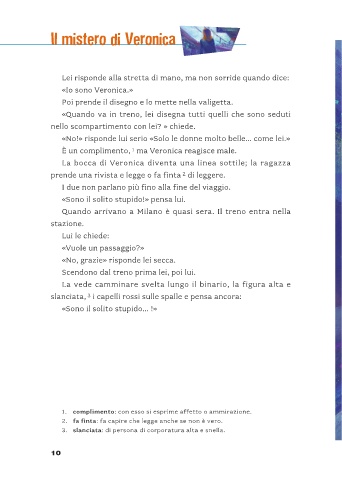 Il mistero di Veronica
Lei risponde alla stretta di mano, ma non sorride quando dice:
«Io sono Veronica.»
Poi prende il disegno e lo mette nella valigetta.
«Quando va in treno, lei disegna tutti quelli che sono seduti
nello scompartimento con lei? » chiede.
«No!» risponde lui serio «Solo le donne molto belle... come lei.»
È un complimento, 1 ma Veronica reagisce male.
La bocca di Veronica diventa una linea sottile; la ragazza
prende una rivista e legge o fa finta 2 di leggere.
I due non parlano più fino alla fine del viaggio.
«Sono il solito stupido!» pensa lui.
Quando arrivano a Milano è quasi sera. Il treno entra nella
stazione.
Lui le chiede:
«Vuole un passaggio?»
«No, grazie» risponde lei secca.
Scendono dal treno prima lei, poi lui.
La vede camminare svelta lungo il binario, la figura alta e
slanciata, 3 i capelli rossi sulle spalle e pensa ancora:
«Sono il solito stupido... !»
1. complimento: con esso si esprime affetto o ammirazione.
2. fa finta: fa capire che legge anche se non è vero.
3. slanciata: di persona di corporatura alta e snella.
10